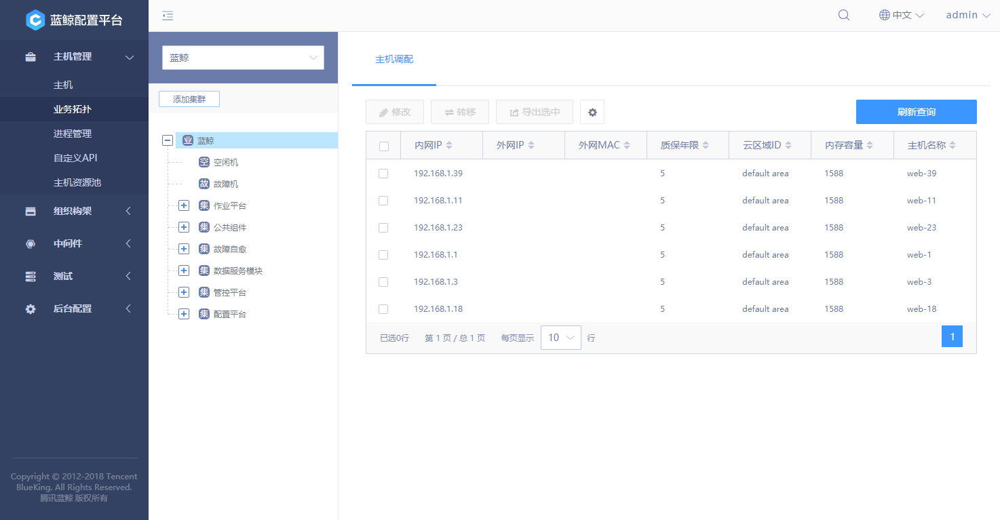 蓝鲸配置平台
中文
admin
主机管理
主机
业务拓扑
进程管理
自定义API
主机资源池
组织构架
中间件
测试
后台配置
Copyright © 2012-2018 Tencent
BlueKing. All Rights Reserved.
腾讯蓝鲸 版权所有
蓝鲸
添加集群
业 蓝鲸
空 空闲机
故 故障机
集 作业平台
集 公共组件
集 故障自愈
集 数据服务模块
集 管控平台
集 配置平台
主机调配
修改 转移 导出选中 刷新查询
内网IP 外网IP 外网MAC 质保年限 云区域ID 内存容量 主机名称
192.168.1.39 5 default area 1588 web-39
192.168.1.11 5 default area 1588 web-11
192.168.1.23 5 default area 1588 web-23
192.168.1.1 5 default area 1588 web-1
192.168.1.3 5 default area 1588 web-3
192.168.1.18 5 default area 1588 web-18
已选0行 第 1 页 / 总 1 页 每页显示 10 行 1